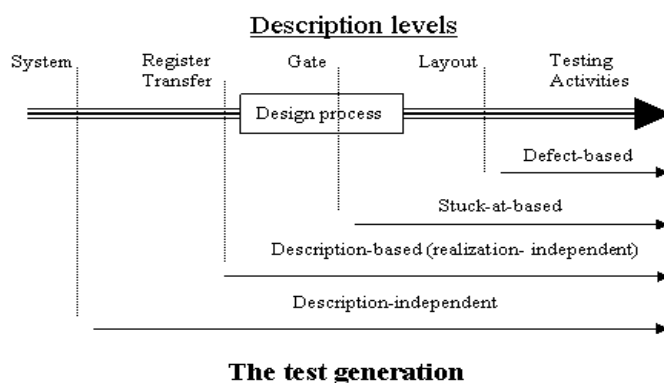 Description levels
System
Register
Transfer
Gate
Layout
Testing
Activities
Design process
Defect-based
Stuck-at-based
Description-based (realization- independent)
Description-independent
The test generation